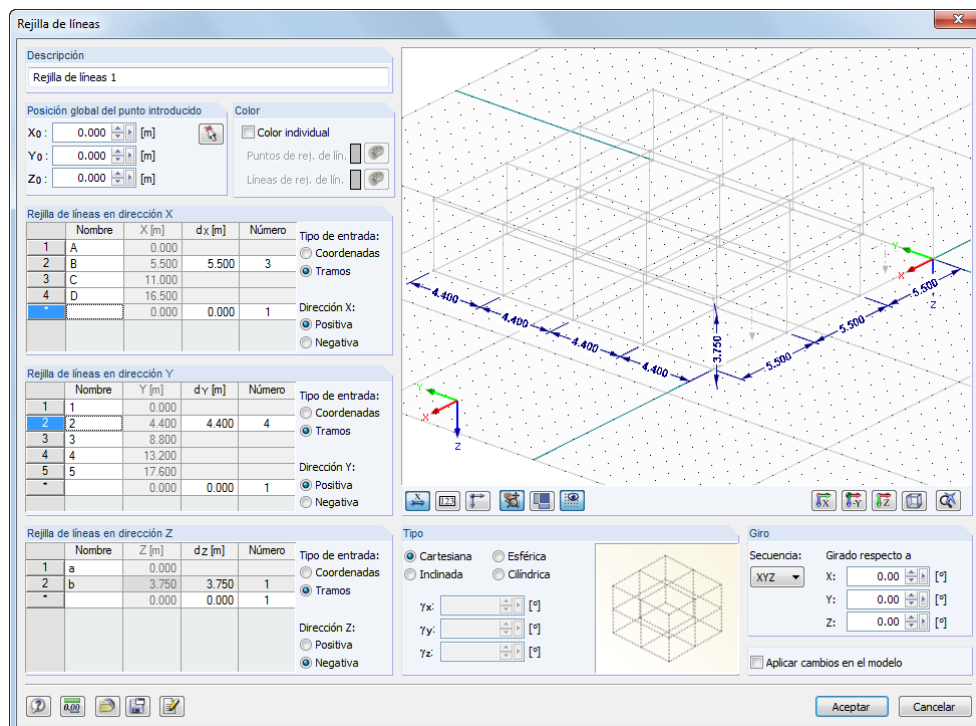 Rejilla de líneas
Descripción
Rejilla de líneas 1
Posición global del punto introducido
X0 : 0.000 [m]
Y0 : 0.000 [m]
Z0 : 0.000 [m]
Color
Color individual
Puntos de rej. de lín.
Líneas de rej. de lín.
Rejilla de líneas en dirección X
Nombre X [m] dX [m] Número
1 A 0.000
2 B 5.500 5.500 3
3 C 11.000
4 D 16.500
* 0.000 0.000 1
Tipo de entrada:
Coordenadas
Tramos
Dirección X:
Positiva
Negativa
Rejilla de líneas en dirección Y
Nombre Y [m] dY [m] Número
1 1 0.000
2 2 4.400 4.400 4
3 3 8.800
4 4 13.200
5 5 17.600
* 0.000 0.000 1
Tipo de entrada:
Coordenadas
Tramos
Dirección Y:
Positiva
Negativa
Rejilla de líneas en dirección Z
Nombre Z [m] dZ [m] Número
1 a 0.000
2 b 3.750 3.750 1
* 0.000 0.000 1
Tipo de entrada:
Coordenadas
Tramos
Dirección Z:
Positiva
Negativa
Y
X
Z
4.400
4.400
4.400
4.400
3.750
5.500
5.500
5.500
Y
X
Z
X
123
X
-Y
Z
Tipo
Cartesiana
Esférica
Inclinada
Cilíndrica
γx: [°]
γy: [°]
γz: [°]
Giro
Secuencia:
XYZ
Girado respecto a
X: 0.00 [°]
Y: 0.00 [°]
Z: 0.00 [°]
Aplicar cambios en el modelo
0.00
Aceptar
Cancelar